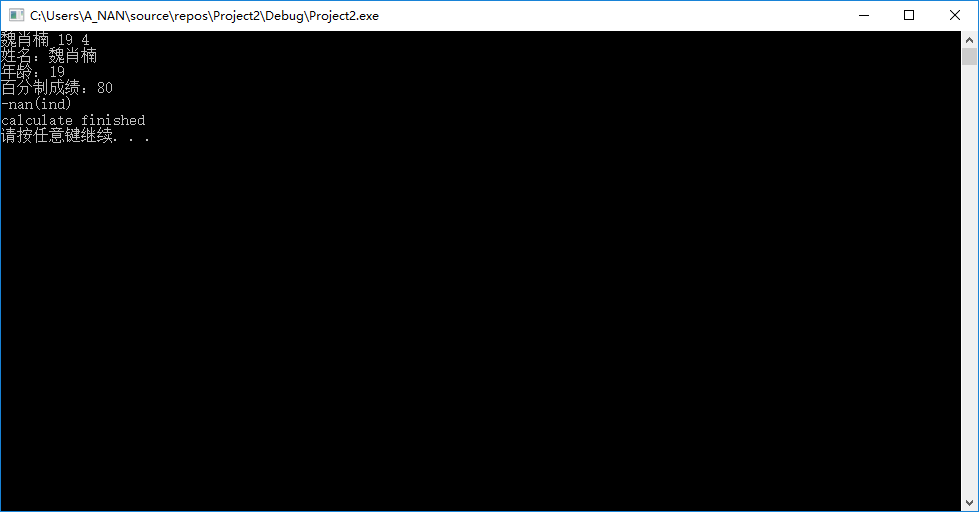 C:\Users\A_NAN\source\repos\Project2\Debug\Project2.exe
魏肖楠 19 4
姓名：魏肖楠
年龄：19
百分制成绩：80
-nan(ind)
calculate finished
请按任意键继续. . .